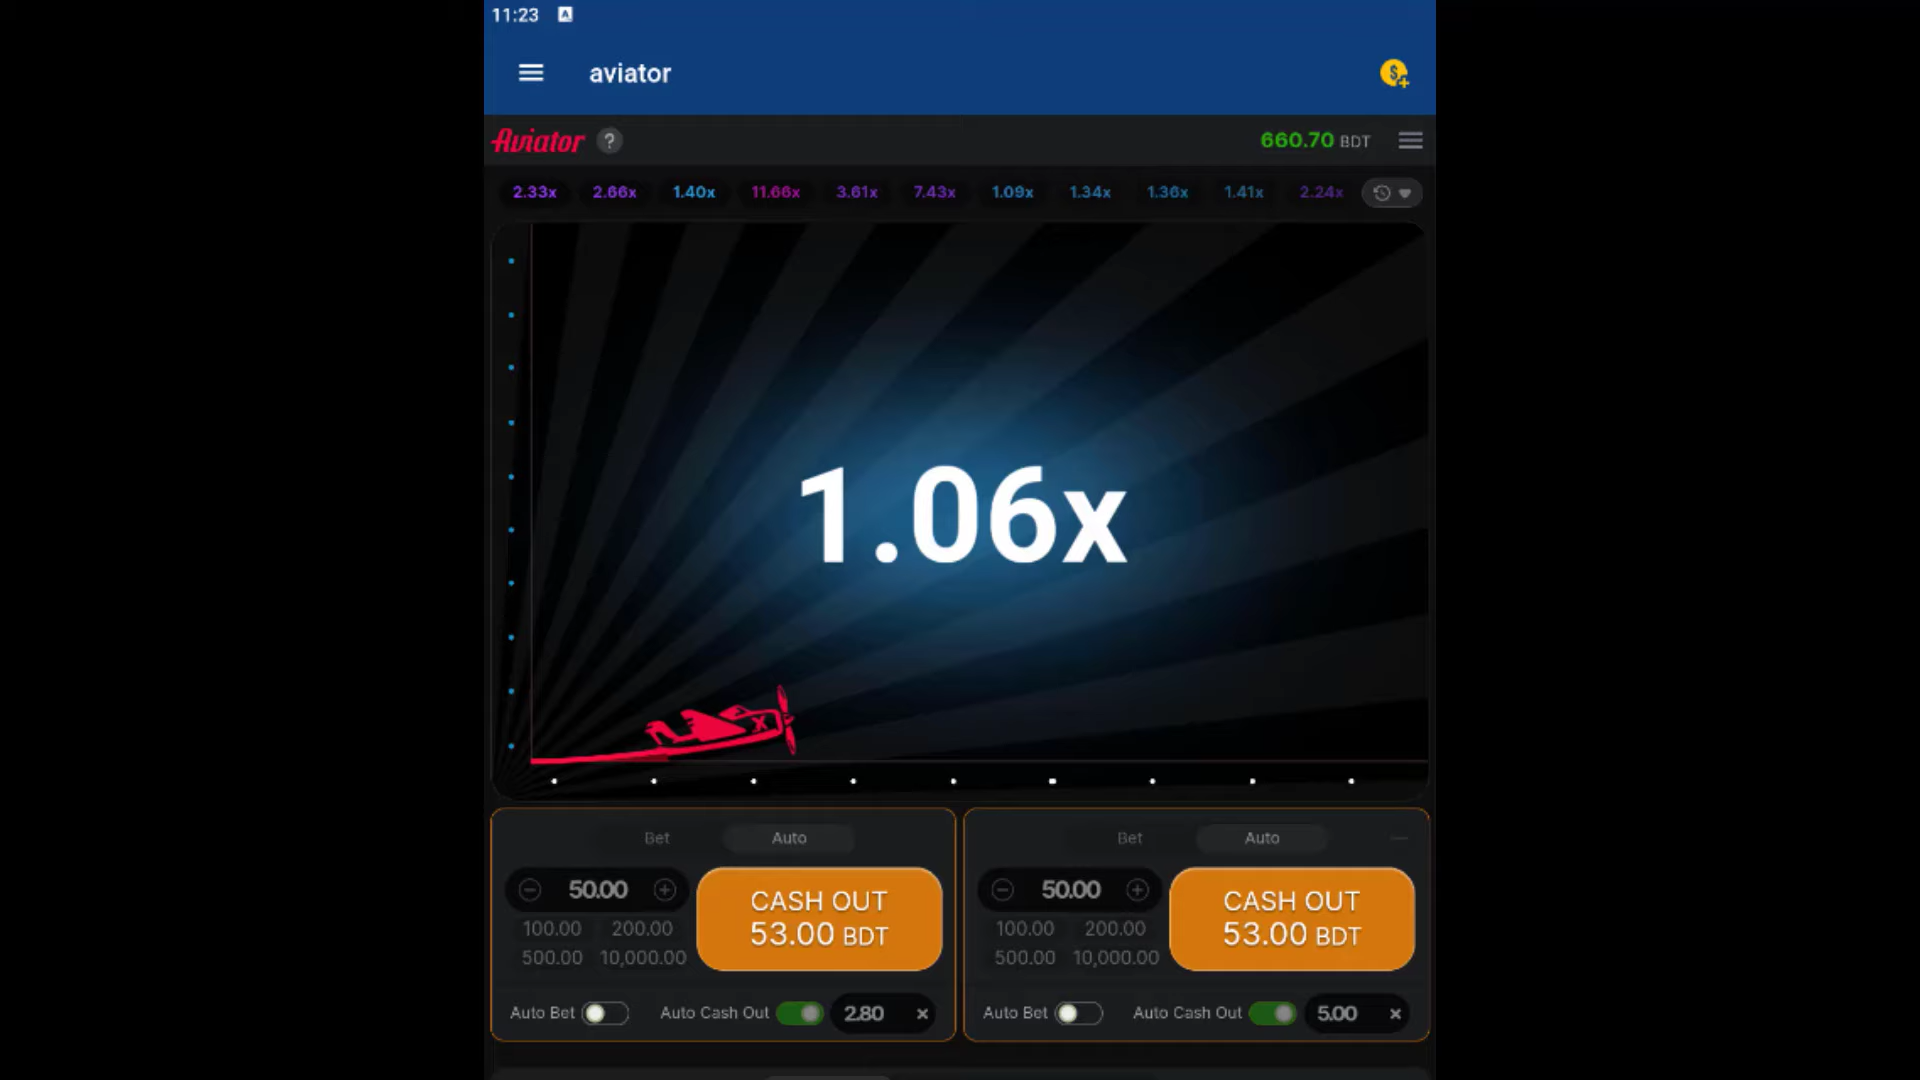 11:23 A
aviator
Aviator ? 660.70 BDT
2.33x 2.66x 1.40x 11.66x 3.61x 7.43x 1.09x 1.34x 1.36x 1.41x 2.24x
1.06x
Bet Auto
50.00
CASH OUT
53.00 BDT
100.00 200.00
500.00 10,000.00
Auto Bet Auto Cash Out 2.80 ×
Bet Auto
50.00
CASH OUT
53.00 BDT
100.00 200.00
500.00 10,000.00
Auto Bet Auto Cash Out 5.00 ×